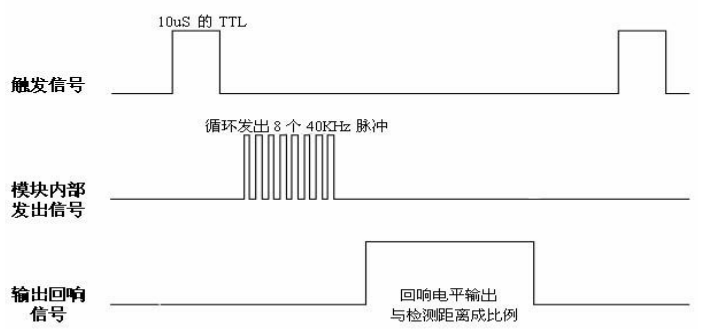 10uS 的 TTL
触发信号
循环发出 8 个 40KHz 脉冲
模块内部
发出信号
输出回响
信号
回响电平输出
与检测距离成比例